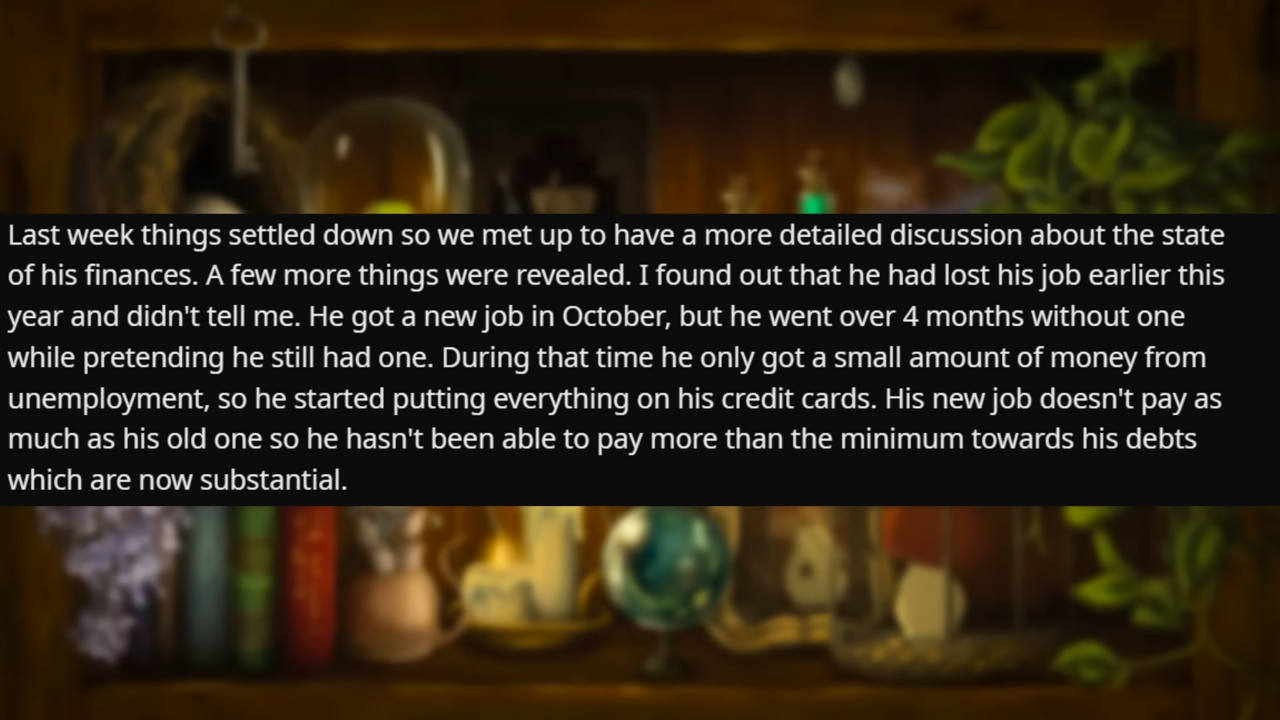 Last week things settled down so we met up to have a more detailed discussion about the state
of his finances. A few more things were revealed. I found out that he had lost his job earlier this
year and didn't tell me. He got a new job in October, but he went over 4 months without one
while pretending he still had one. During that time he only got a small amount of money from
unemployment, so he started putting everything on his credit cards. His new job doesn't pay as
much as his old one so he hasn't been able to pay more than the minimum towards his debts
which are now substantial.